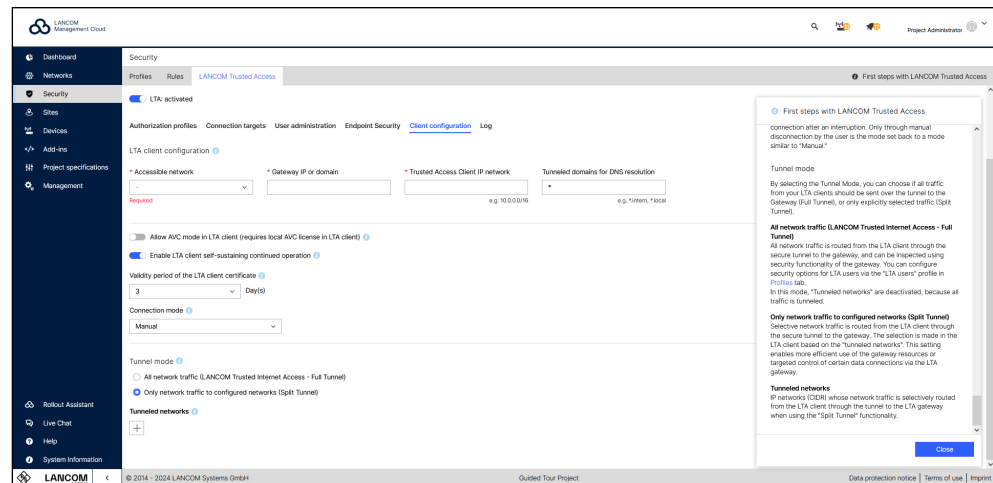 LANCOM
Management Cloud
Project Administrator
Dashboard
Networks
Security
Sites
Devices
Add-ins
Project specifications
Management
Rollout Assistant
Live Chat
Help
System Information
LANCOM
Security
Profiles Rules LANCOM Trusted Access
First steps with LANCOM Trusted Access
LTA: activated
Authorization profiles Connection targets User administration Endpoint Security Client configuration Log
LTA client configuration
* Accessible network * Gateway IP or domain * Trusted Access Client IP network Tunneled domains for DNS resolution
- *
Required e.g. 10.0.0.0/16 e.g. *.intern, *.local
Allow AVC mode in LTA client (requires local AVC license in LTA client)
Enable LTA client self-sustaining continued operation
Validity period of the LTA client certificate
3 Day(s)
Connection mode
Manual
Tunnel mode
All network traffic (LANCOM Trusted Internet Access - Full Tunnel)
Only network traffic to configured networks (Split Tunnel)
Tunneled networks
+
First steps with LANCOM Trusted Access
connection after an interruption. Only through manual
disconnection by the user is the mode set back to a mode
similar to "Manual."
Tunnel mode
By selecting the Tunnel Mode, you can choose if all traffic
from your LTA clients should be sent over the tunnel to the
Gateway (Full Tunnel), or only explicitly selected traffic (Split
Tunnel).
All network traffic (LANCOM Trusted Internet Access - Full
Tunnel)
All network traffic is routed from the LTA client through the
secure tunnel to the gateway, and can be inspected using
security functionality of the gateway. You can configure
security options for LTA users via the "LTA users" profile in
Profiles tab.
In this mode, "Tunneled networks" are deactivated, because all
traffic is tunneled.
Only network traffic to configured networks (Split Tunnel)
Selective network traffic is routed from the LTA client through
the secure tunnel to the gateway. The selection is made in the
LTA client based on the "tunneled networks". This setting
enables more efficient use of the gateway resources or
targeted control of certain data connections via the LTA
gateway.
Tunneled networks
IP networks (CIDR) whose network traffic is selectively routed
from the LTA client through the tunnel to the LTA gateway
when using the "Split Tunnel" functionality.
Close
© 2014 - 2024 LANCOM Systems GmbH Guided Tour Project Data protection notice | Terms of use | Imprint